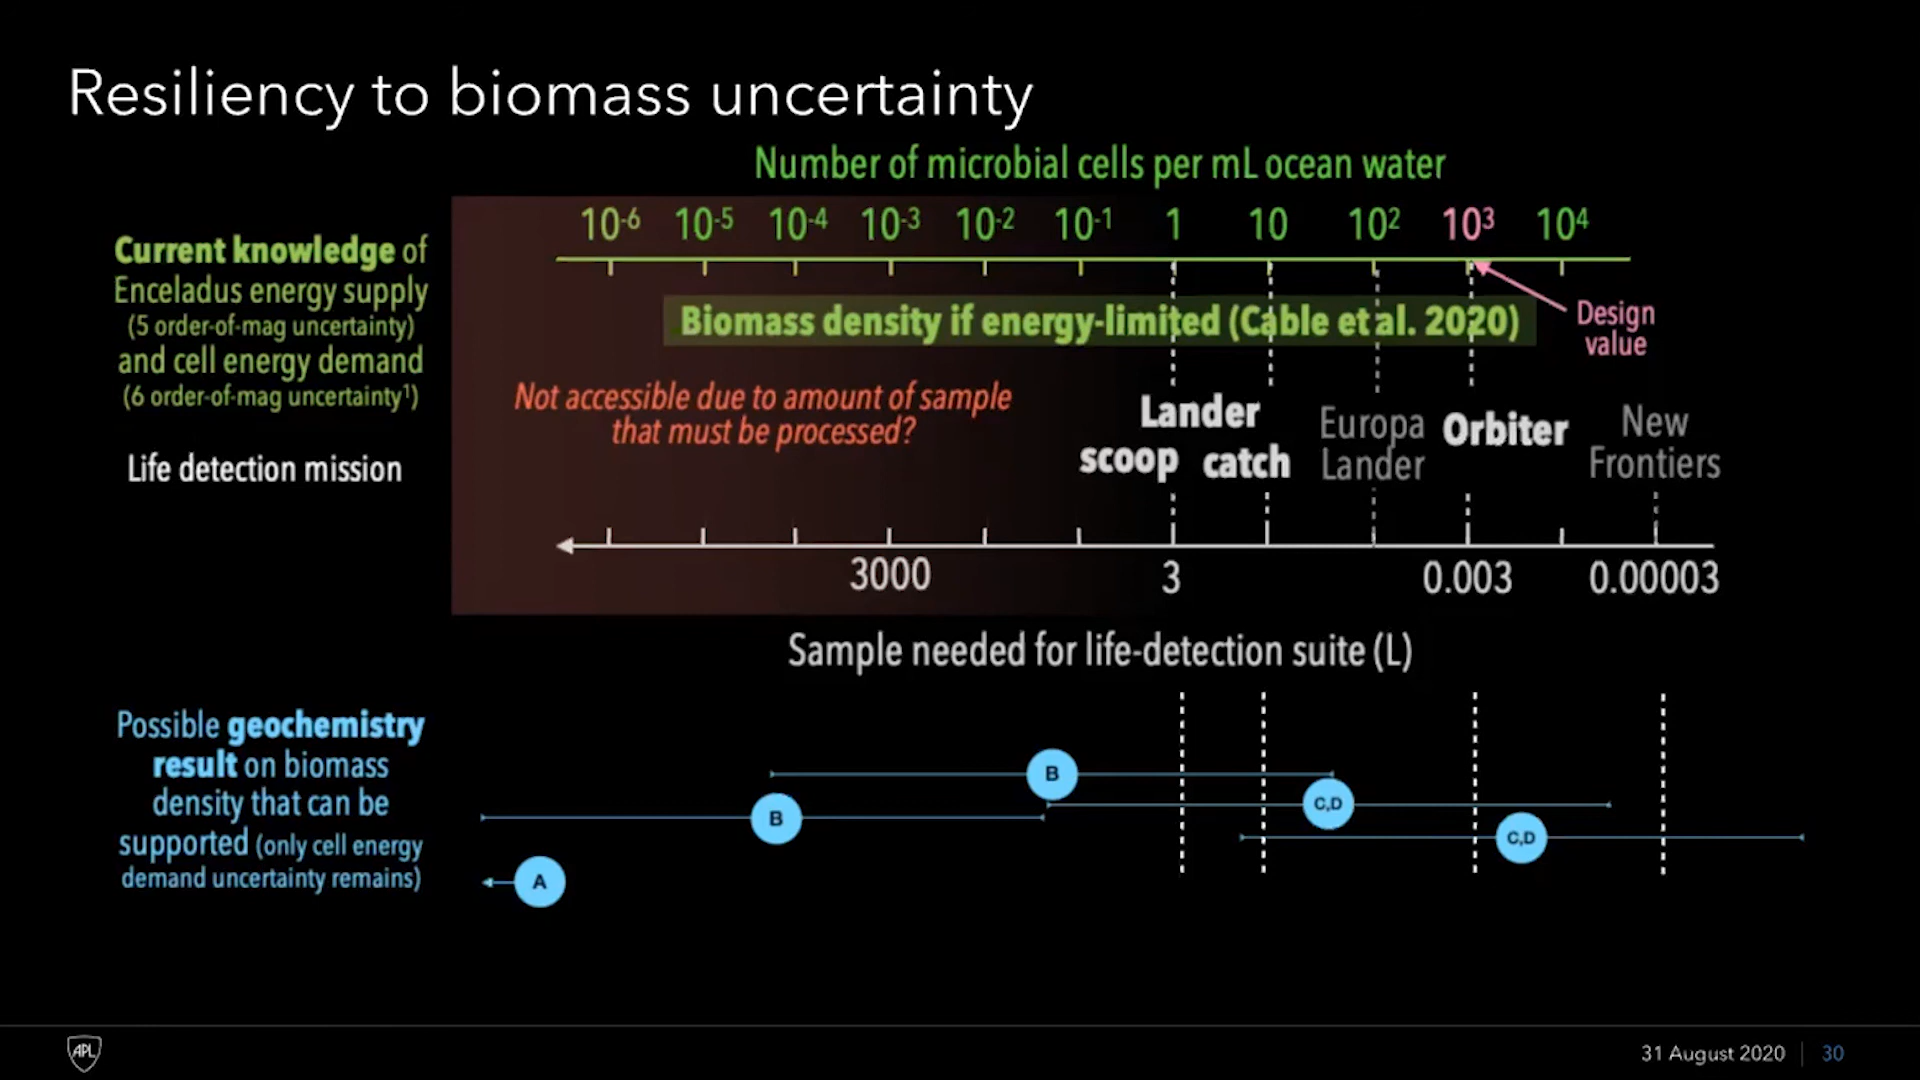 Resiliency to biomass uncertainty
Number of microbial cells per mL ocean water
10-6 10-5 10-4 10-3 10-2 10-1 1 10 10² 10³ 10⁴
Current knowledge of
Enceladus energy supply
(5 order-of-mag uncertainty)
and cell energy demand
(6 order-of-mag uncertainty¹)
Biomass density if energy-limited (Cable et al. 2020)
Design
value
Not accessible due to amount of sample
that must be processed?
Life detection mission
Lander
scoop catch
Europa
Lander
Orbiter
New
Frontiers
3000 3 0.003 0.00003
Sample needed for life-detection suite (L)
Possible geochemistry
result on biomass
density that can be
supported (only cell energy
demand uncertainty remains)
B
C,D
B
C,D
A
APL
31 August 2020 | 30